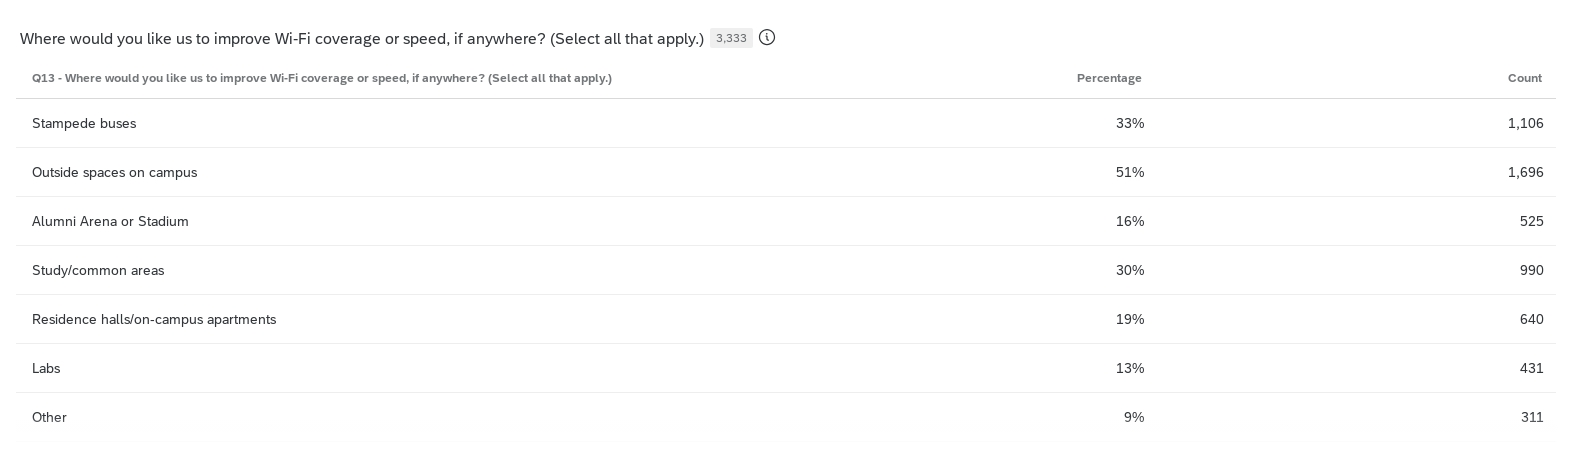 Where would you like us to improve Wi-Fi coverage or speed, if anywhere? (Select all that apply.) 3,333
Q13 - Where would you like us to improve Wi-Fi coverage or speed, if anywhere? (Select all that apply.) Percentage Count
Stampede buses 33% 1,106
Outside spaces on campus 51% 1,696
Alumni Arena or Stadium 16% 525
Study/common areas 30% 990
Residence halls/on-campus apartments 19% 640
Labs 13% 431
Other 9% 311